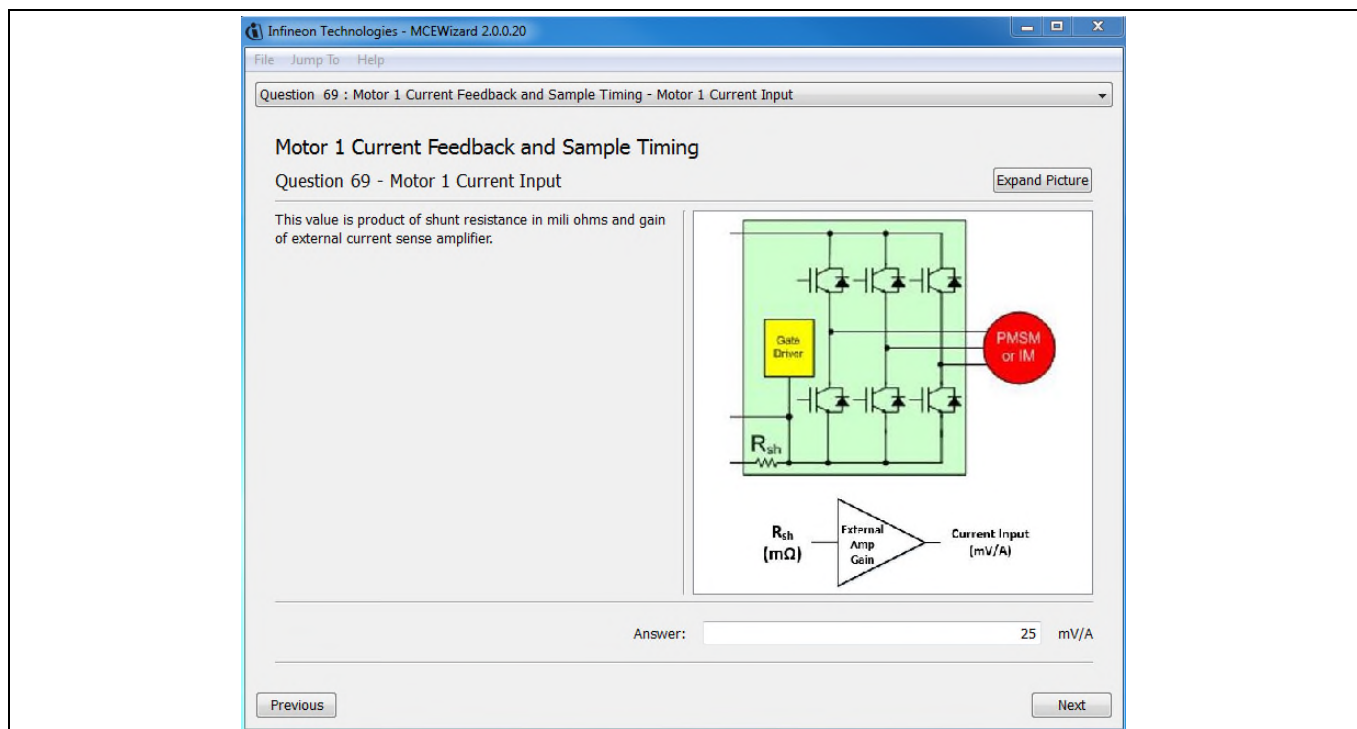 Infineon Technologies - MCEWizard 2.0.0.20
File Jump To Help
Question 69 : Motor 1 Current Feedback and Sample Timing - Motor 1 Current Input
Motor 1 Current Feedback and Sample Timing
Question 69 - Motor 1 Current Input
Expand Picture
This value is product of shunt resistance in mili ohms and gain
of external current sense amplifier.
Gate
Driver
PMSM
or IM
Rsh
Rsh
(mΩ)
External
Amp
Gain
Current Input
(mV/A)
Answer: 25 mV/A
Previous
Next